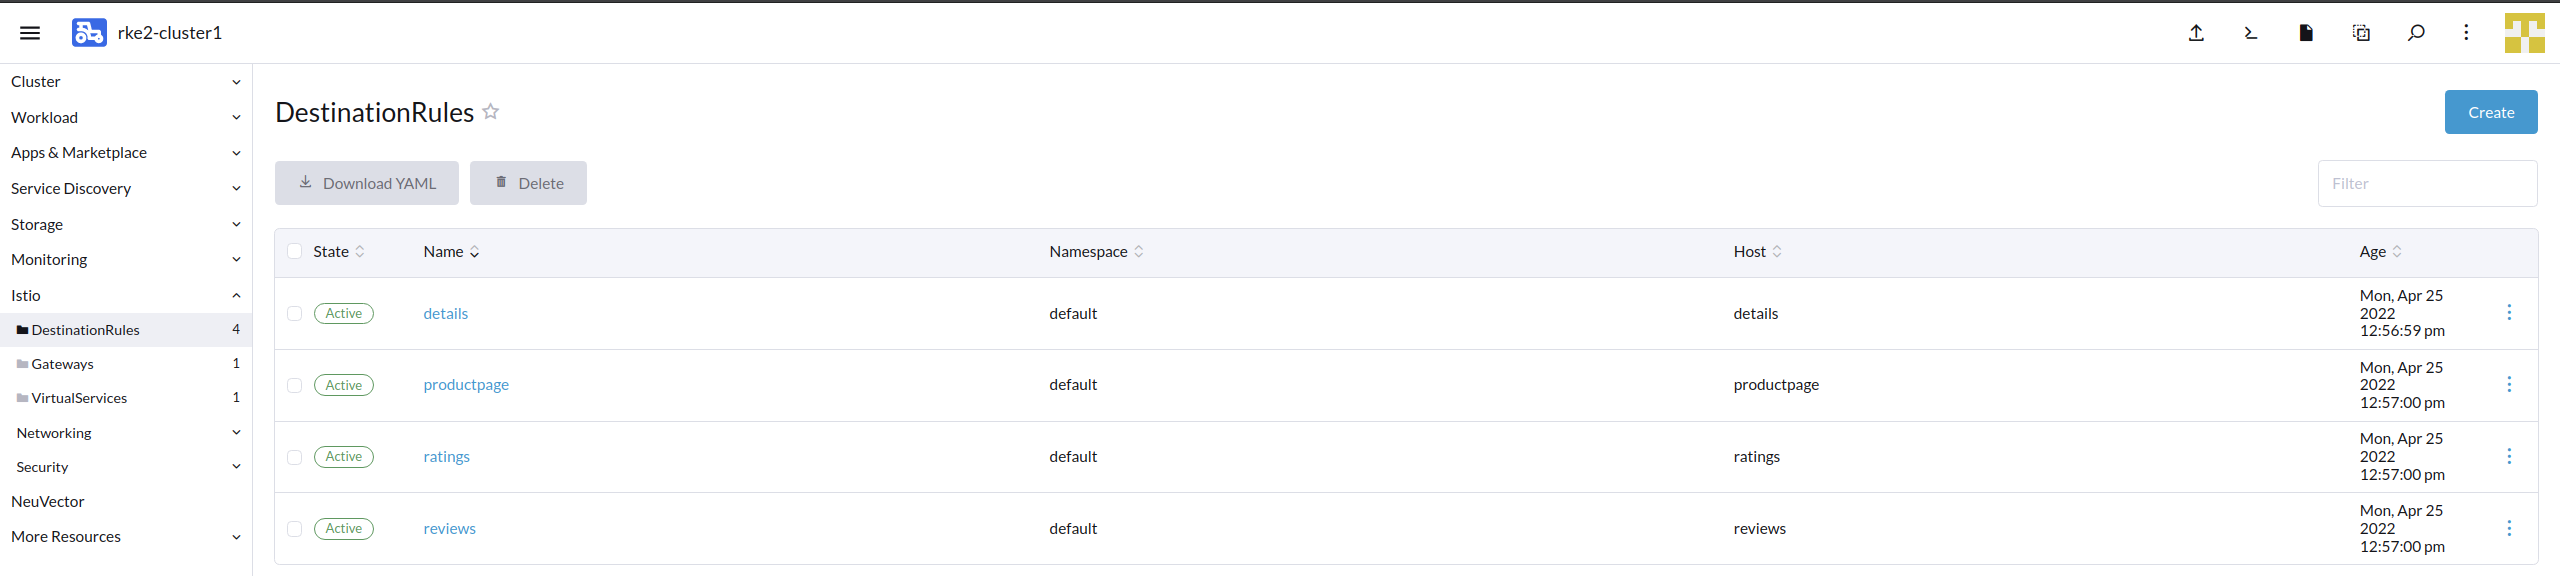 rke2-cluster1
Cluster
Workload
Apps & Marketplace
Service Discovery
Storage
Monitoring
Istio
DestinationRules 4
Gateways 1
VirtualServices 1
Networking
Security
NeuVector
More Resources
DestinationRules
Create
Download YAML Delete
Filter
State Name Namespace Host Age
Active details default details Mon, Apr 25
2022
12:56:59 pm
Active productpage default productpage Mon, Apr 25
2022
12:57:00 pm
Active ratings default ratings Mon, Apr 25
2022
12:57:00 pm
Active reviews default reviews Mon, Apr 25
2022
12:57:00 pm